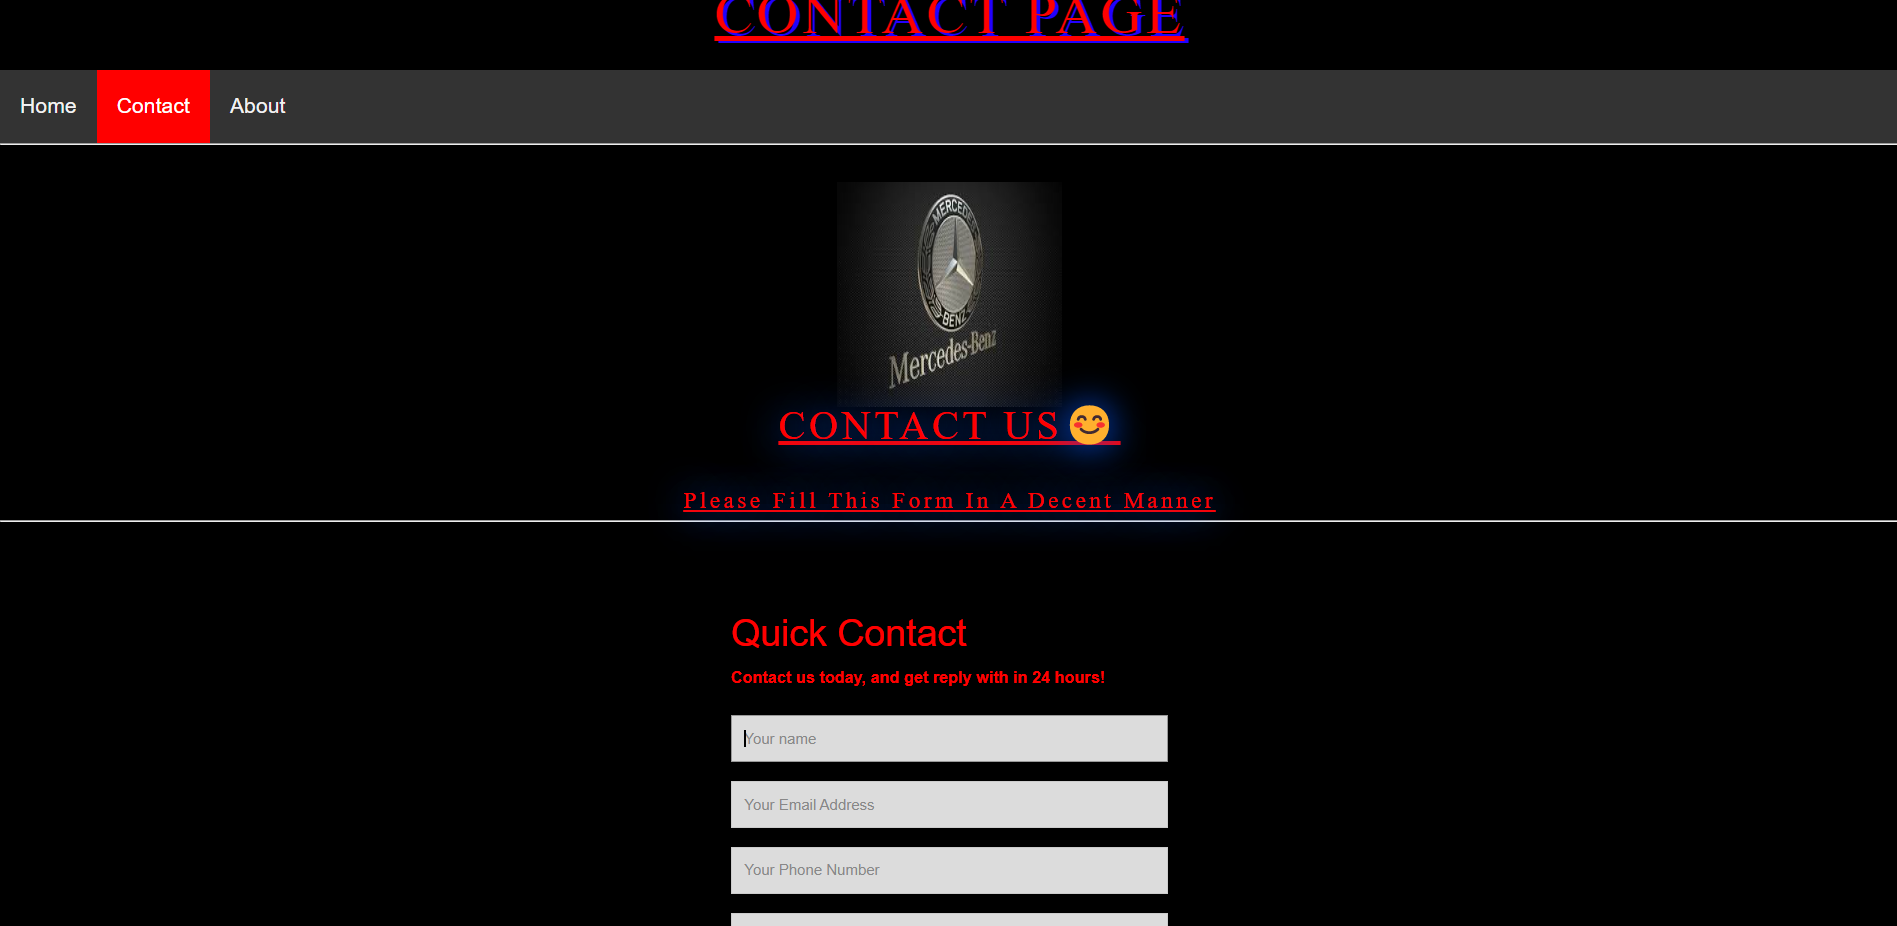 CONTACT PAGE
Home Contact About
MERCEDES
BENZ
Mercedes-Benz
CONTACT US😊
Please Fill This Form In A Decent Manner
Quick Contact
Contact us today, and get reply with in 24 hours!
Your name
Your Email Address
Your Phone Number